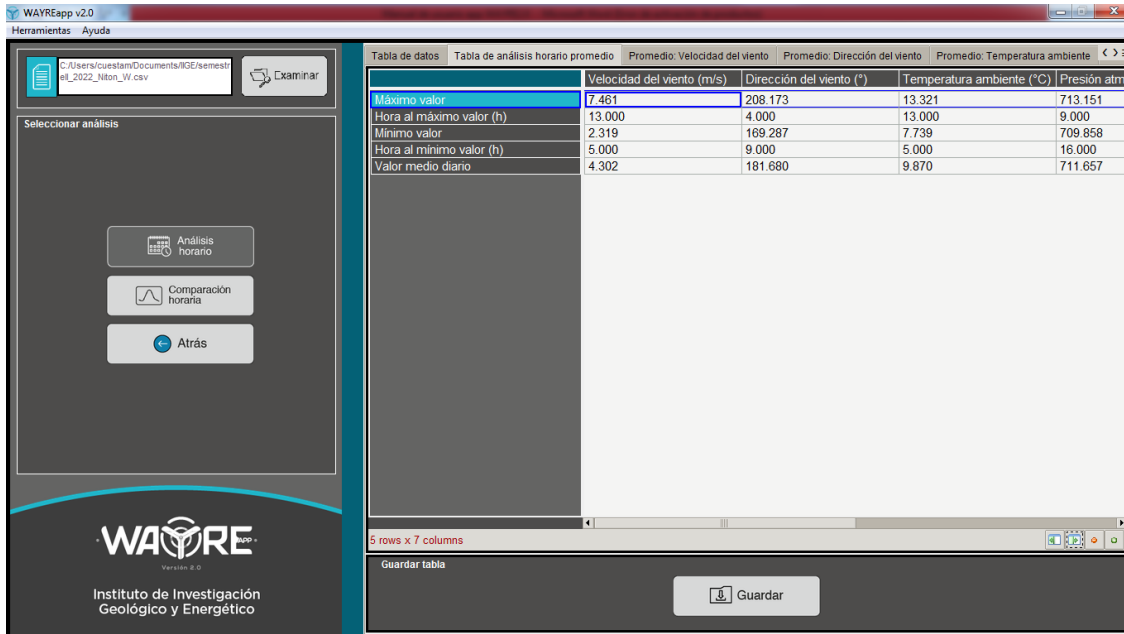 WAYREapp v2.0
Herramientas Ayuda
C:/Users/cuestam/Documents/IIGE/semestr
ell_2022_Niton_W.csv
Examinar
Seleccionar análisis
Análisis
horario
Comparación
horaria
Atrás
WAYRE APP
Versión 2.0
Instituto de Investigación
Geológico y Energético
Tabla de datos Tabla de análisis horario promedio Promedio: Velocidad del viento Promedio: Dirección del viento Promedio: Temperatura ambiente
Velocidad del viento (m/s) Dirección del viento (°) Temperatura ambiente (°C) Presión atm
Máximo valor 7.461 208.173 13.321 713.151
Hora al máximo valor (h) 13.000 4.000 13.000 9.000
Mínimo valor 2.319 169.287 7.739 709.858
Hora al mínimo valor (h) 5.000 9.000 5.000 16.000
Valor medio diario 4.302 181.680 9.870 711.657
5 rows x 7 columns
Guardar tabla
Guardar